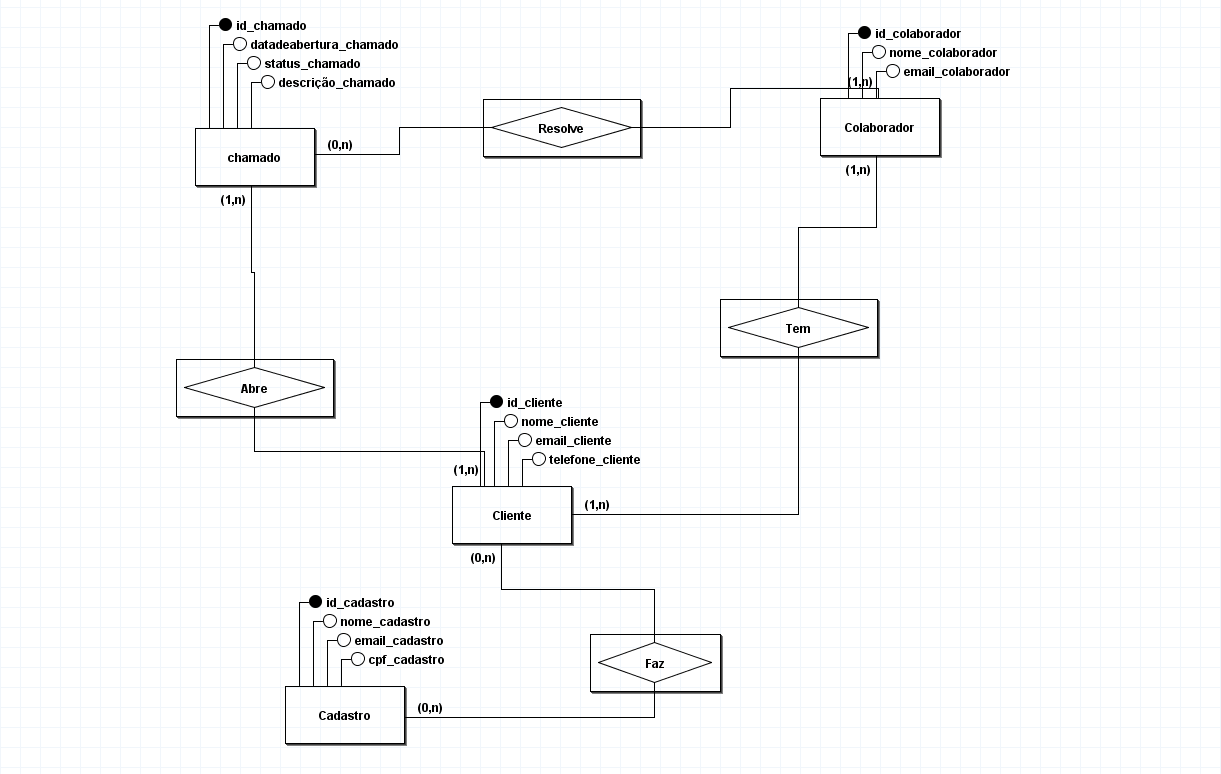 id_chamado
datadeabertura_chamado
status_chamado
descrição_chamado
chamado
(0,n)
(1,n)
Resolve
id_colaborador
nome_colaborador
email_colaborador
(1,n)
Colaborador
(1,n)
Tem
Abre
id_cliente
nome_cliente
email_cliente
telefone_cliente
(1,n)
Cliente
(1,n)
(0,n)
id_cadastro
nome_cadastro
email_cadastro
cpf_cadastro
Cadastro
(0,n)
Faz